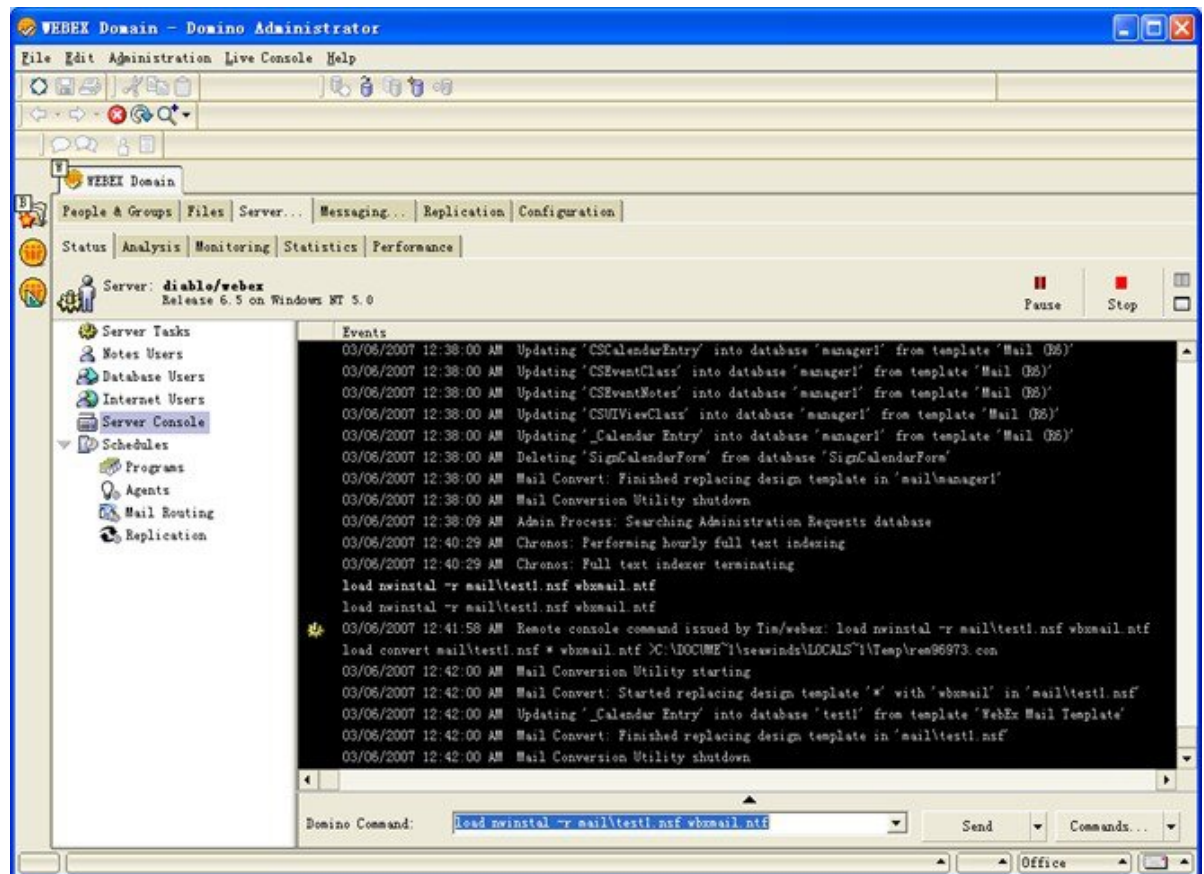 WEBEX Domain - Domino Administrator
File Edit Administration Live Console Help
WEBEX Domain
People & Groups Files Server... Messaging... Replication Configuration
Status Analysis Monitoring Statistics Performance
Server: diablo/webex
Release 6.5 on Windows NT 5.0
Pause Stop
Server Tasks
Notes Users
Database Users
Internet Users
Server Console
Schedules
Programs
Agents
Mail Routing
Replication
Events
03/06/2007 12:38:00 AM Updating 'CSCalendarEntry' into database 'manager1' from template 'Mail (R6)'
03/06/2007 12:38:00 AM Updating 'CSEventClass' into database 'manager1' from template 'Mail (R6)'
03/06/2007 12:38:00 AM Updating 'CSEventNotes' into database 'manager1' from template 'Mail (R6)'
03/06/2007 12:38:00 AM Updating 'CSUIViewClass' into database 'manager1' from template 'Mail (R6)'
03/06/2007 12:38:00 AM Updating '_Calendar Entry' into database 'manager1' from template 'Mail (R6)'
03/06/2007 12:38:00 AM Deleting 'SignCalendarForm' from database 'SignCalendarForm'
03/06/2007 12:38:00 AM Mail Convert: Finished replacing design template in 'mail\manager1'
03/06/2007 12:38:00 AM Mail Conversion Utility shutdown
03/06/2007 12:38:09 AM Admin Process: Searching Administration Requests database
03/06/2007 12:40:29 AM Chronos: Performing hourly full text indexing
03/06/2007 12:40:29 AM Chronos: Full text indexer terminating
load nwinstal -r mail\test1.nsf wbxmail.ntf
load nwinstal -r mail\test1.nsf wbxmail.ntf
03/06/2007 12:41:58 AM Remote console command issued by Tim/webex: load nwinstal -r mail\test1.nsf wbxmail.ntf
load convert mail\test1.nsf * wbxmail.ntf >C:\DOCUME~1\seawinds\LOCALS~1\Temp\rem96973.con
03/06/2007 12:42:00 AM Mail Conversion Utility starting
03/06/2007 12:42:00 AM Mail Convert: Started replacing design template '*' with 'wbxmail' in 'mail\test1.nsf'
03/06/2007 12:42:00 AM Updating '_Calendar Entry' into database 'test1' from template 'WebEx Mail Template'
03/06/2007 12:42:00 AM Mail Convert: Finished replacing design template in 'mail\test1.nsf'
03/06/2007 12:42:00 AM Mail Conversion Utility shutdown
Domino Command: load nwinstal -r mail\test1.nsf wbxmail.ntf Send Commands...
Office